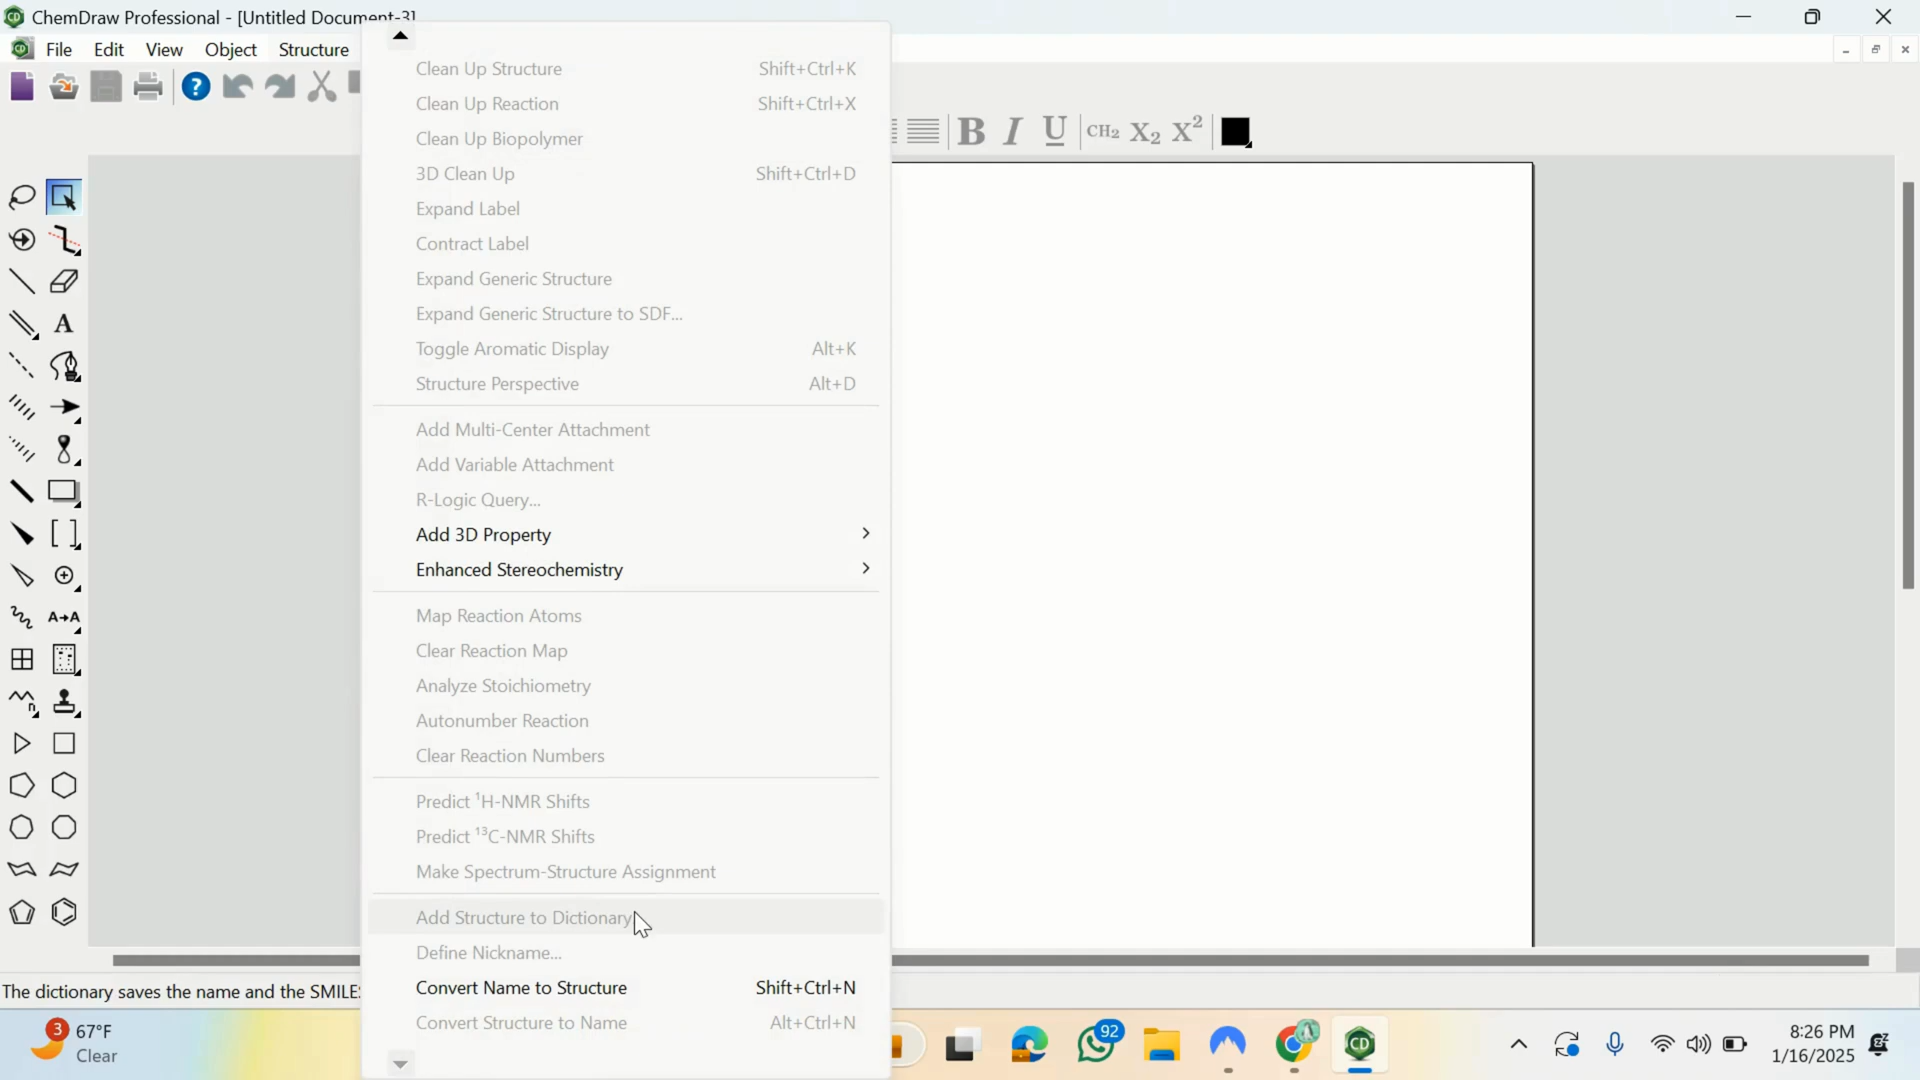 ChemDraw Professional - [Untitled Document-3]
File Edit View Object Structure
Clean Up Structure Shift+Ctrl+K
Clean Up Reaction Shift+Ctrl+X
Clean Up Biopolymer
3D Clean Up Shift+Ctrl+D
Expand Label
Contract Label
Expand Generic Structure
Expand Generic Structure to SDF...
Toggle Aromatic Display Alt+K
Structure Perspective Alt+D
Add Multi-Center Attachment
Add Variable Attachment
R-Logic Query...
Add 3D Property
Enhanced Stereochemistry
Map Reaction Atoms
Clear Reaction Map
Analyze Stoichiometry
Autonumber Reaction
Clear Reaction Numbers
Predict ¹H-NMR Shifts
Predict ¹³C-NMR Shifts
Make Spectrum-Structure Assignment
Add Structure to Dictionary
Define Nickname...
Convert Name to Structure Shift+Ctrl+N
Convert Structure to Name Alt+Ctrl+N
B I U CH₂ X₂ X²
A
A→A
n
The dictionary saves the name and the SMILE
3 67°F
Clear
92
CD
8:26 PM
1/16/2025